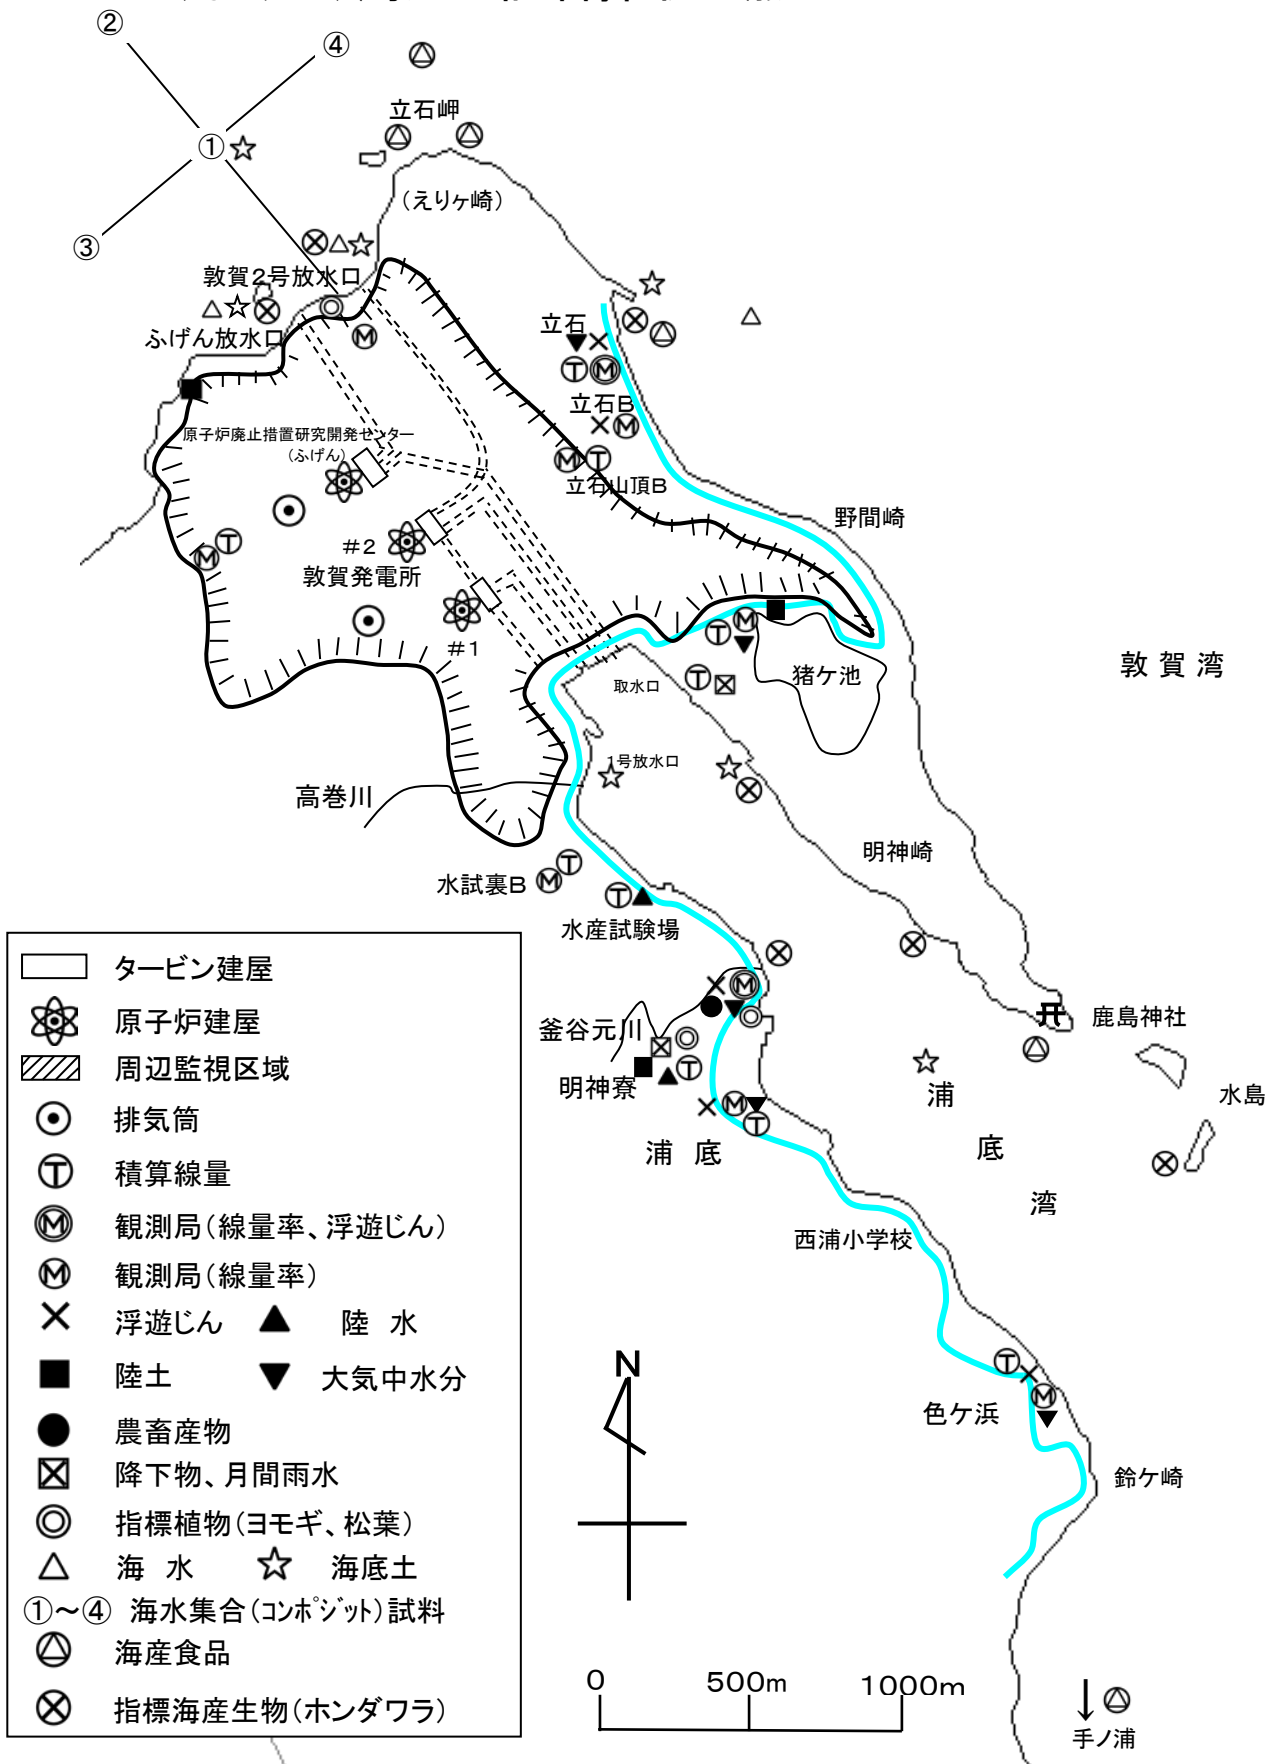 ②
④
立石岬
①
(えりヶ崎)
③
敦賀2号放水口
ふげん放水口
立石
立石B
原子炉廃止措置研究開発センター
(ふげん)
立石山頂B
野間崎
#2
敦賀発電所
#1
敦賀湾
猪ケ池
取水口
1号放水口
高巻川
明神崎
水試裏B
水産試験場
釜谷元川
鹿島神社
明神寮
浦底湾
水島
浦底
西浦小学校
色ケ浜
鈴ケ崎
手ノ浦
タービン建屋
原子炉建屋
周辺監視区域
排気筒
積算線量
観測局(線量率、浮遊じん)
観測局(線量率)
浮遊じん 陸 水
陸土 大気中水分
農畜産物
降下物、月間雨水
指標植物(ヨモギ、松葉)
海 水 海底土
①~④ 海水集合(コンポジット)試料
海産食品
指標海産生物(ホンダワラ)
N
0 500m 1000m